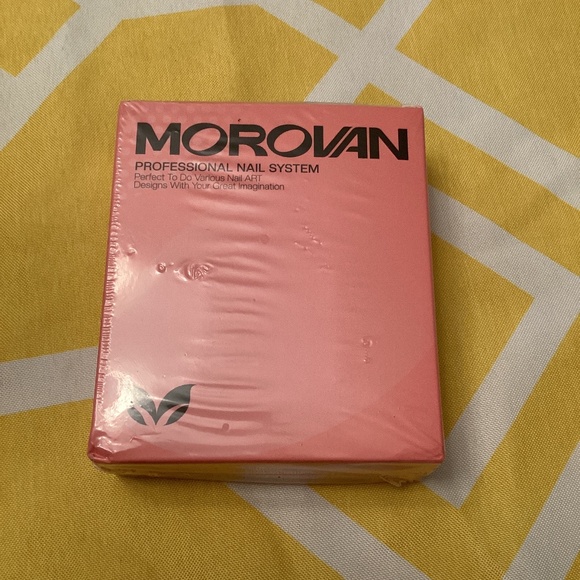 MOROVAN
PROFESSIONAL NAIL SYSTEM
Perfect To Do Various Nail ART
Designs With Your Great Imagination